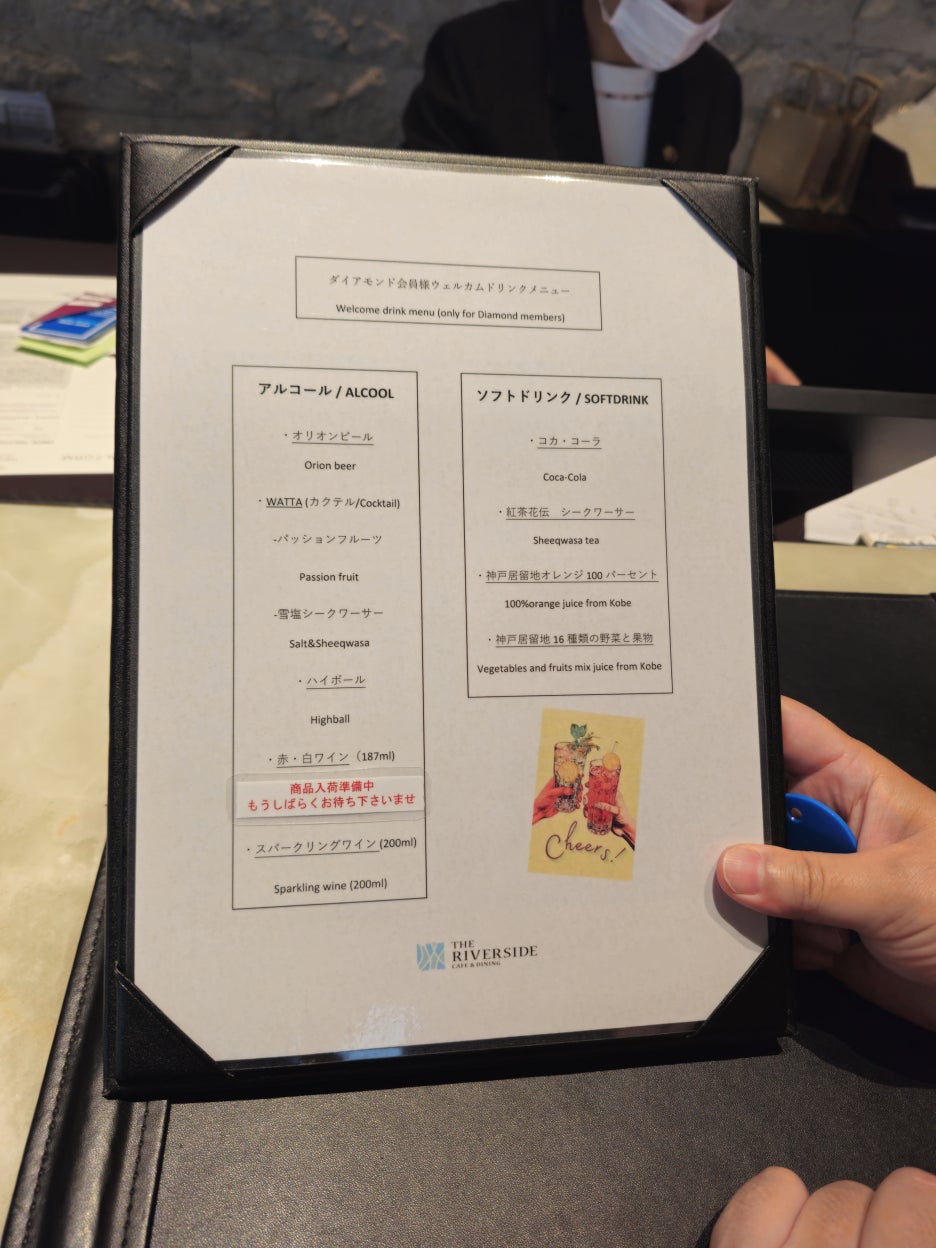 ダイアモンド会員様ウェルカムドリンクメニュー
Welcome drink menu (only for Diamond members)
アルコール / ALCOOL
・オリオンビール
Orion beer
・WATTA (カクテル/Cocktail)
-パッションフルーツ
Passion fruit
-雪塩シークワーサー
Salt&Sheeqwasa
・ハイボール
Highball
・赤・白ワイン（187ml）
商品入荷準備中
もうしばらくお待ち下さいませ
・スパークリングワイン(200ml)
Sparkling wine (200ml)
ソフトドリンク / SOFTDRINK
・コカ・コーラ
Coca-Cola
・紅茶花伝　シークワーサー
Sheeqwasa tea
・神戸居留地オレンジ 100 パーセント
100%orange juice from Kobe
・神戸居留地 16 種類の野菜と果物
Vegetables and fruits mix juice from Kobe
Cheers!
THE
RIVERSIDE
CAFE & DINING